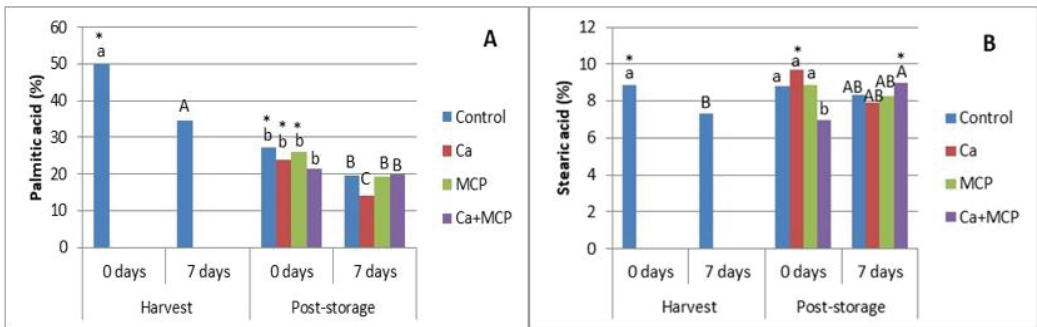 A
Palmitic acid (%)
60
50
40
30
20
10
0
* a
A
* b
* b
* b
b
B
C
B
B
0 days
7 days
0 days
7 days
Harvest
Post-storage
Control
Ca
MCP
Ca+MCP
B
Stearic acid (%)
12
10
8
6
4
2
0
* a
B
a
* a
a
b
AB
AB
AB
* A
0 days
7 days
0 days
7 days
Harvest
Post-storage
Control
Ca
MCP
Ca+MCP